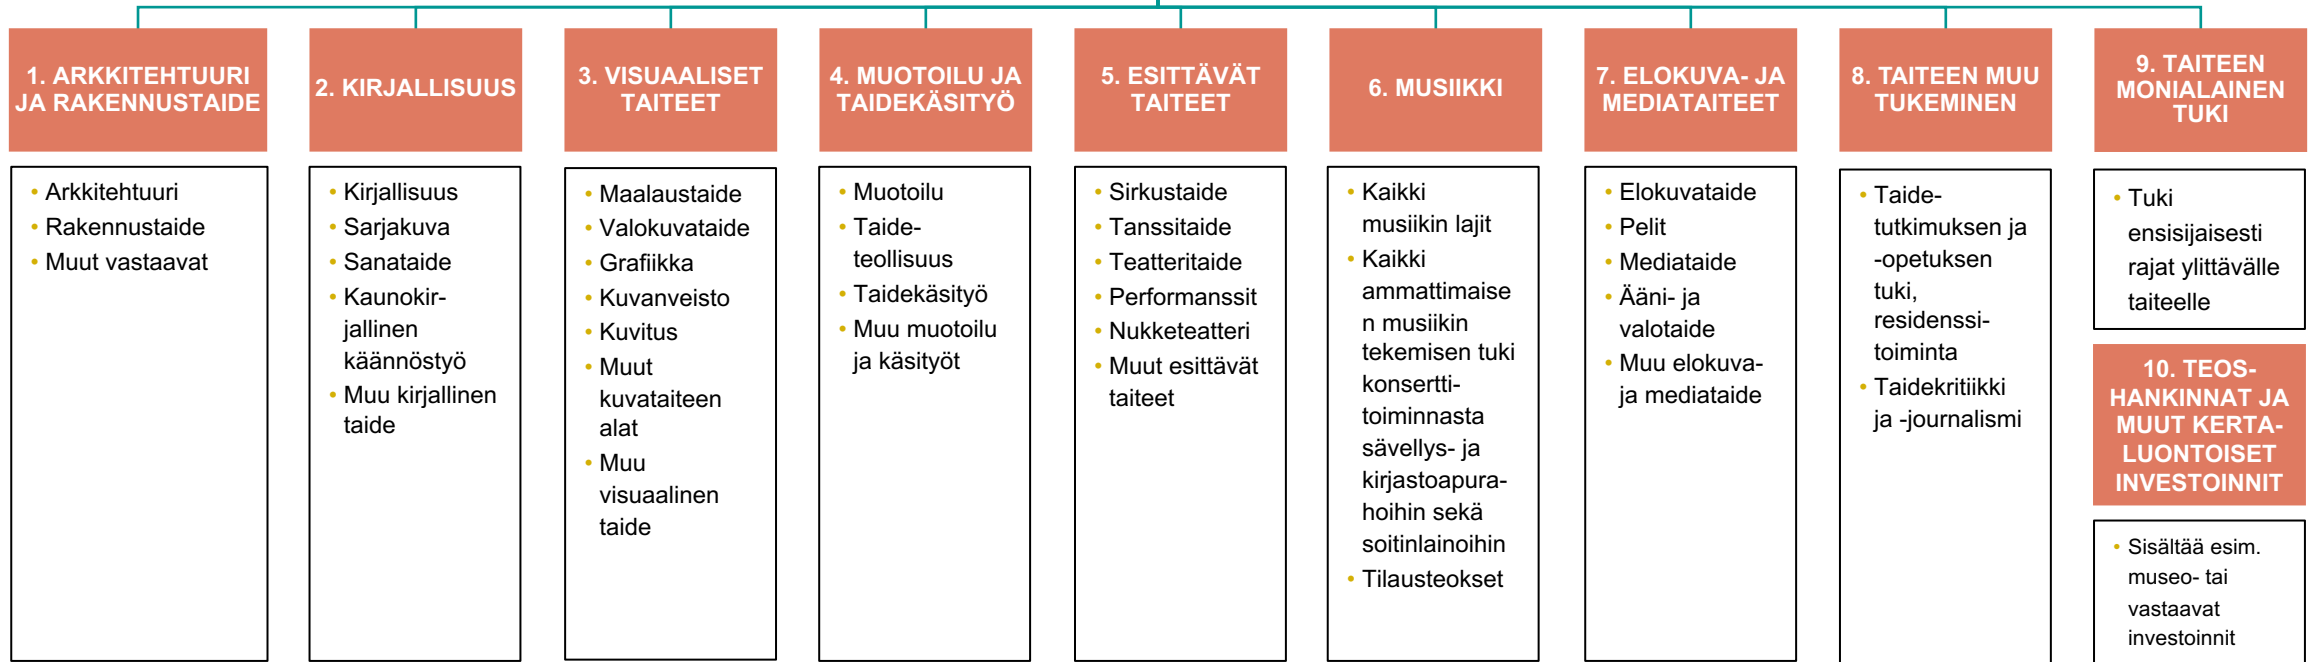 1. ARKKITEHTUURI
JA RAKENNUSTAIDE
• Arkkitehtuuri
• Rakennustaide
• Muut vastaavat
2. KIRJALLISUUS
• Kirjallisuus
• Sarjakuva
• Sanataide
• Kaunokir-
jallinen
käännöstyö
• Muu kirjallinen
taide
3. VISUAALISET
TAITEET
• Maalaustaide
• Valokuvataide
• Grafiikka
• Kuvanveisto
• Kuvitus
• Muut
kuvataiteen
alat
• Muu
visuaalinen
taide
4. MUOTOILU JA
TAIDEKÄSITYÖ
• Muotoilu
• Taide-
teollisuus
• Taidekäsityö
• Muu muotoilu
ja käsityöt
5. ESITTÄVÄT
TAITEET
• Sirkustaide
• Tanssitaide
• Teatteritaide
• Performanssit
• Nukketeatteri
• Muut esittävät
taiteet
6. MUSIIKKI
• Kaikki
musiikin lajit
• Kaikki
ammattimaise
n musiikin
tekemisen tuki
konsertti-
toiminnasta
sävellys- ja
kirjastoapura-
hoihin sekä
soitinlainoihin
• Tilausteokset
7. ELOKUVA- JA
MEDIATAITEET
• Elokuvataide
• Pelit
• Mediataide
• Ääni- ja
valotaide
• Muu elokuva-
ja mediataide
8. TAITEEN MUU
TUKEMINEN
• Taide-
tutkimuksen ja
-opetuksen
tuki,
residenssi-
toiminta
• Taidekritiikki
ja -journalismi
9. TAITEEN
MONIALAINEN
TUKI
• Tuki
ensisijaisesti
rajat ylittävälle
taiteelle
10. TEOS-
HANKINNAT JA
MUUT KERTA-
LUONTOISET
INVESTOINNIT
• Sisältää esim.
museo- tai
vastaavat
investoinnit